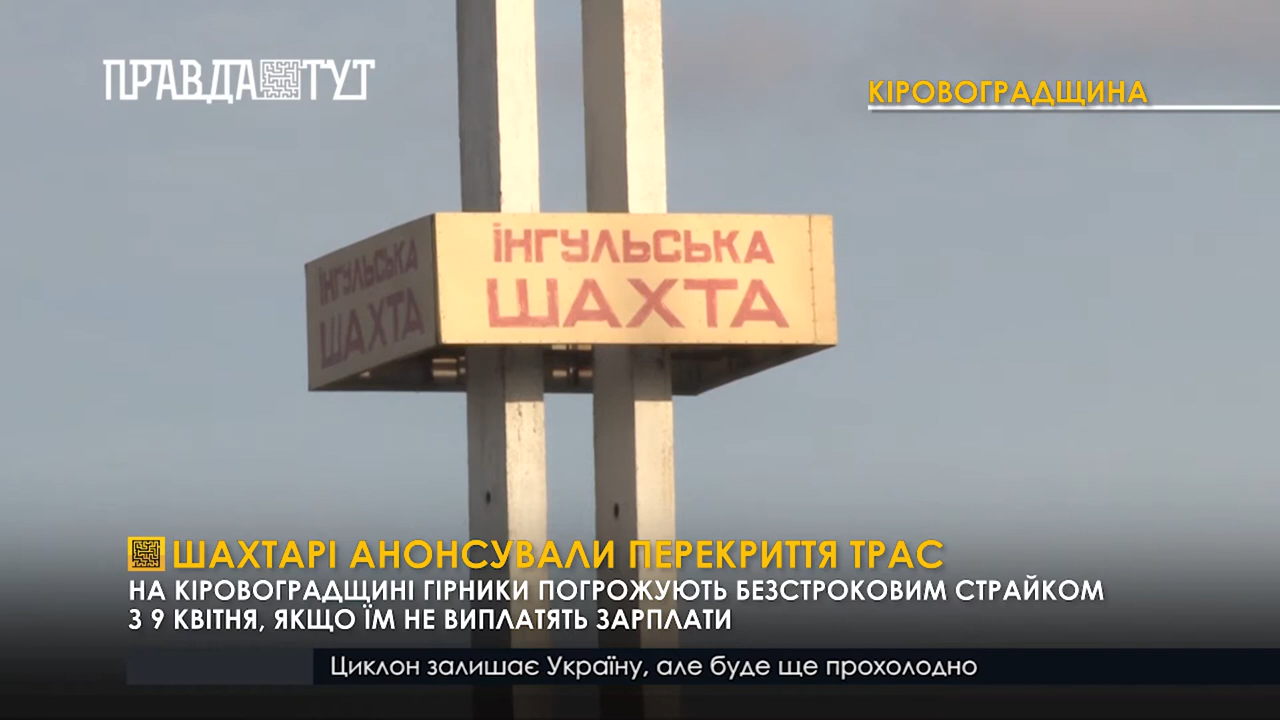 ПРАВДА ТУТ
КІРОВОГРАДЩИНА
ІНГУЛЬСЬКА
ШАХТА
ІНГУЛЬСЬКА
ШАХТА
ШАХТАРІ АНОНСУВАЛИ ПЕРЕКРИТТЯ ТРАС
НА КІРОВОГРАДЩИНІ ГІРНИКИ ПОГРОЖУЮТЬ БЕЗСТРОКОВИМ СТРАЙКОМ
З 9 КВІТНЯ, ЯКЩО ЇМ НЕ ВИПЛАТЯТЬ ЗАРПЛАТИ
Циклон залишає Україну, але буде ще прохолодно